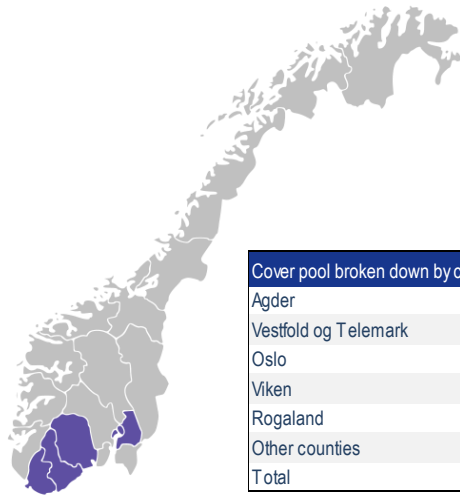 Cover pool broken down by c
Agder
Vestfold og Telemark
Oslo
Viken
Rogaland
Other counties
Total